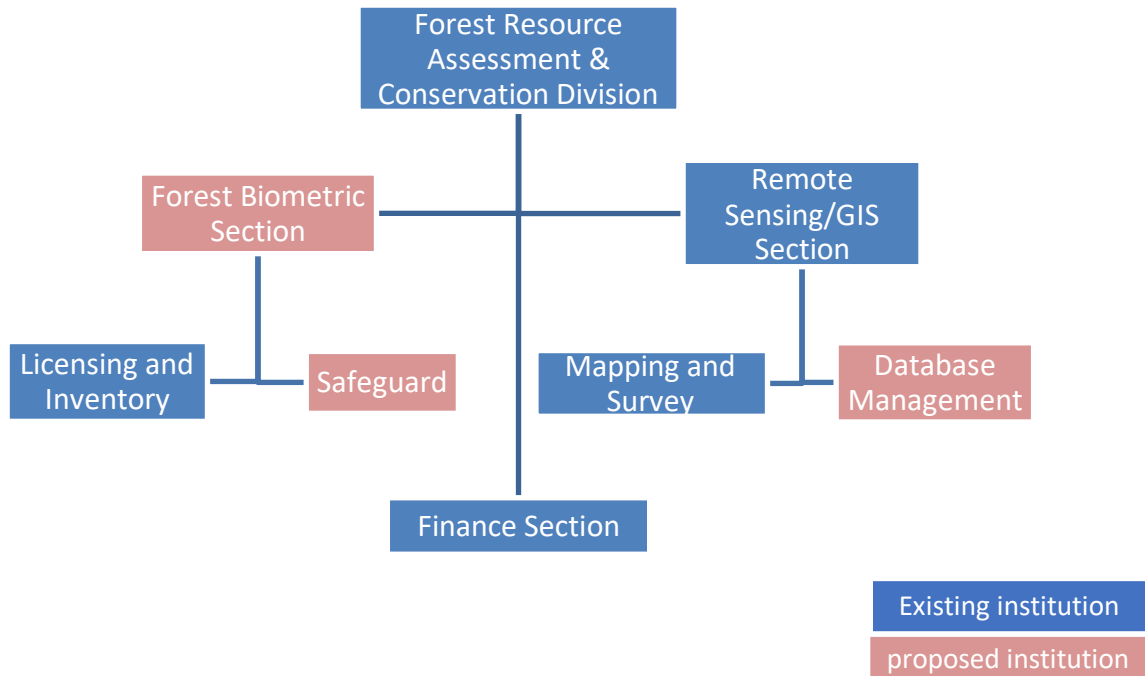 Forest Resource
Assessment &
Conservation Division
Forest Biometric
Section
Remote
Sensing/GIS
Section
Licensing and
Inventory
Safeguard
Mapping and
Survey
Database
Management
Finance Section
Existing institution
proposed institution